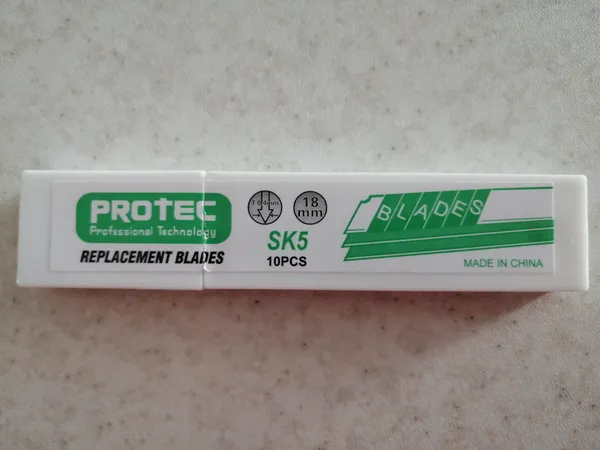 PROTEC
Professional Technology
REPLACEMENT BLADES
18
mm
SK5
10PCS
BLADES
MADE IN CHINA